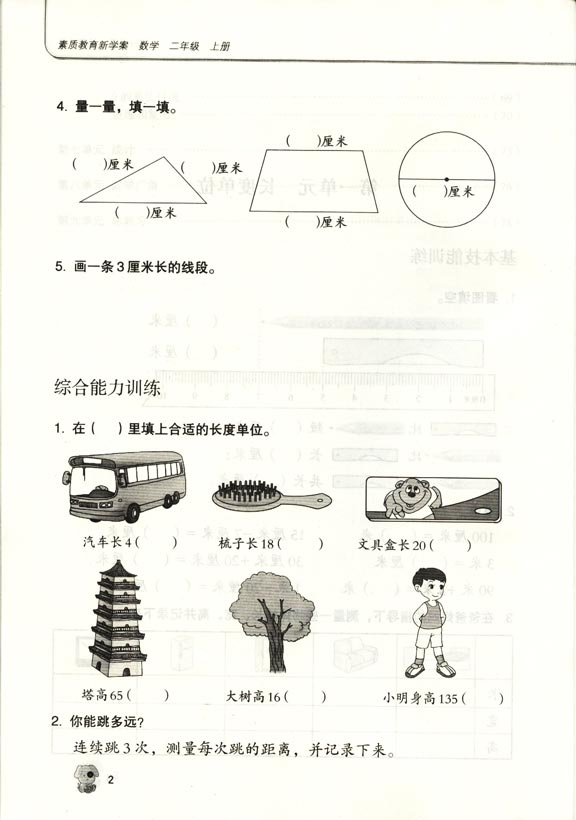 素质教育新学案 数学 二年级 上册
4. 量一量，填一填。
( )厘米
( )厘米 ( )厘米 ( )厘米
( )厘米 ( )厘米
5. 画一条3厘米长的线段。
综合能力训练
1. 在( )里填上合适的长度单位。
汽车长4( ) 梳子长18( ) 文具盒长20( )
塔高65( ) 大树高16( ) 小明身高135( )
2. 你能跳多远?
连续跳3次，测量每次跳的距离，并记录下来。
2